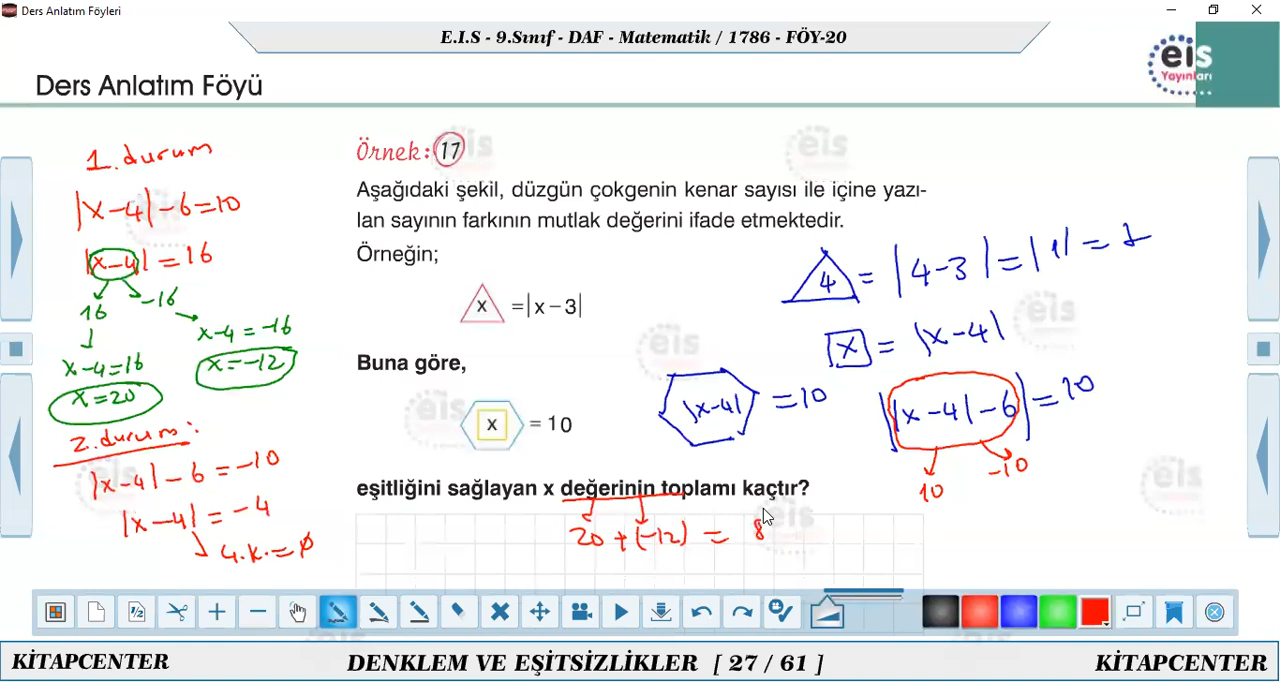 Ders Anlatım Föyleri
E.I.S - 9.Sınıf - DAF - Matematik / 1786 - FÖY-20
eis
Yayınları
Ders Anlatım Föyü
Örnek: 17
Aşağıdaki şekil, düzgün çokgenin kenar sayısı ile içine yazı-
lan sayının farkının mutlak değerini ifade etmektedir.
Örneğin;
x = |x - 3|
Buna göre,
x = 10
eşitliğini sağlayan x değerinin toplamı kaçtır?
20 + (-12) = 8
1. durum
|x-4| - 6 = 10
|x-4| = 16
16 -16
x-4 = 16
x = 20
x-4 = -16
x = -12
2. durum:
|x-4| - 6 = -10
|x-4| = -4
Ç.K. = ∅
4 = |4-3| = |1| = 1
x = |x-4|
|x-4| = 10
||x-4| - 6| = 10
10 -10
1/2
KİTAPCENTER
DENKLEM VE EŞİTSİZLİKLER [ 27 / 61 ]
KİTAPCENTER